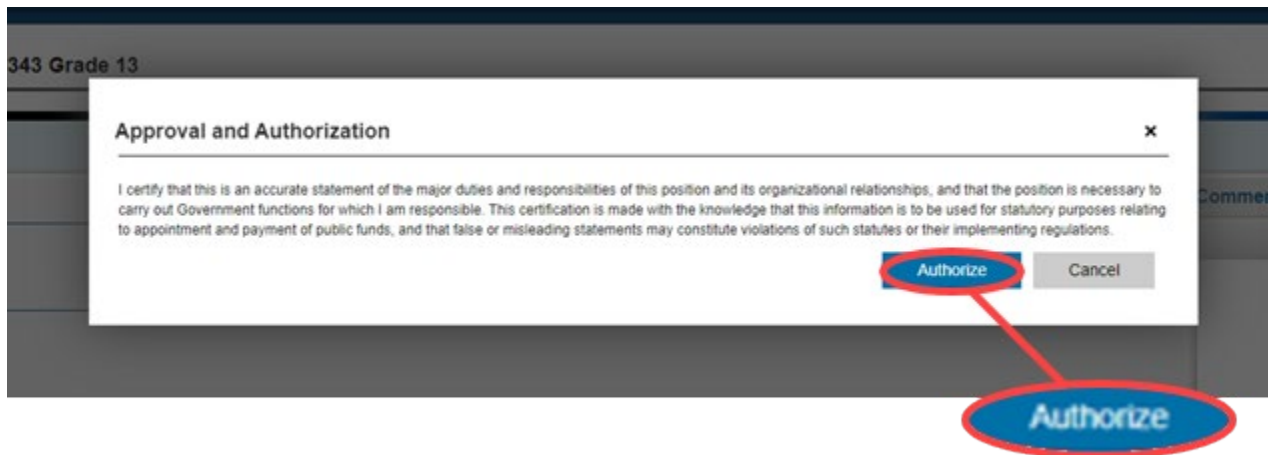 343 Grade 13
Approval and Authorization
×
I certify that this is an accurate statement of the major duties and responsibilities of this position and its organizational relationships, and that the position is necessary to
carry out Government functions for which I am responsible. This certification is made with the knowledge that this information is to be used for statutory purposes relating
to appointment and payment of public funds, and that false or misleading statements may constitute violations of such statutes or their implementing regulations.
Commer
Authorize
Cancel
Authorize